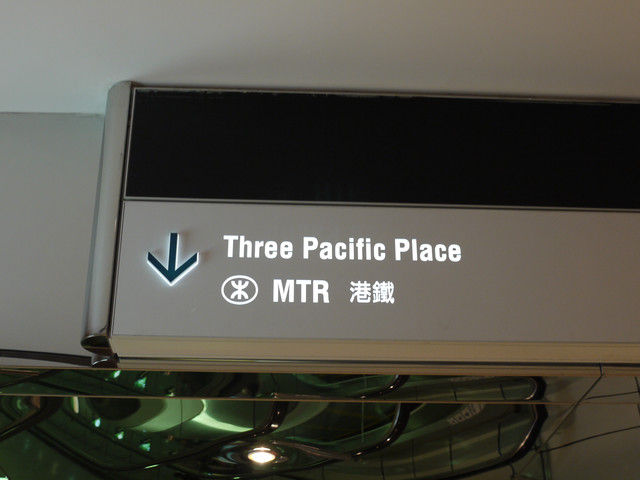 Three Pacific Place
MTR 港鐵